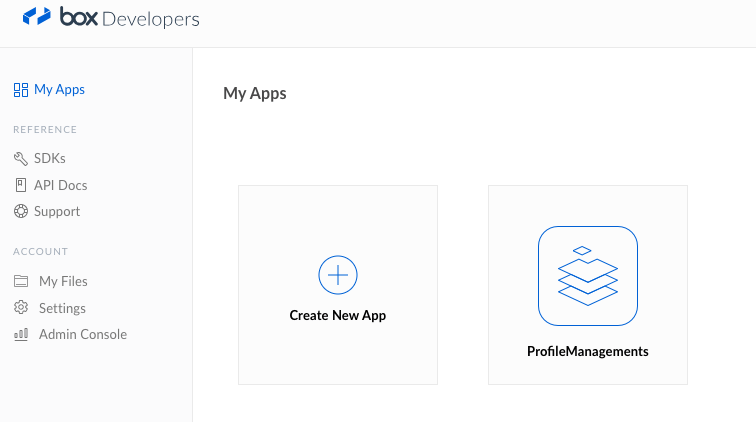 box Developers
My Apps
REFERENCE
SDKs
API Docs
Support
ACCOUNT
My Files
Settings
Admin Console
My Apps
Create New App
ProfileManagements